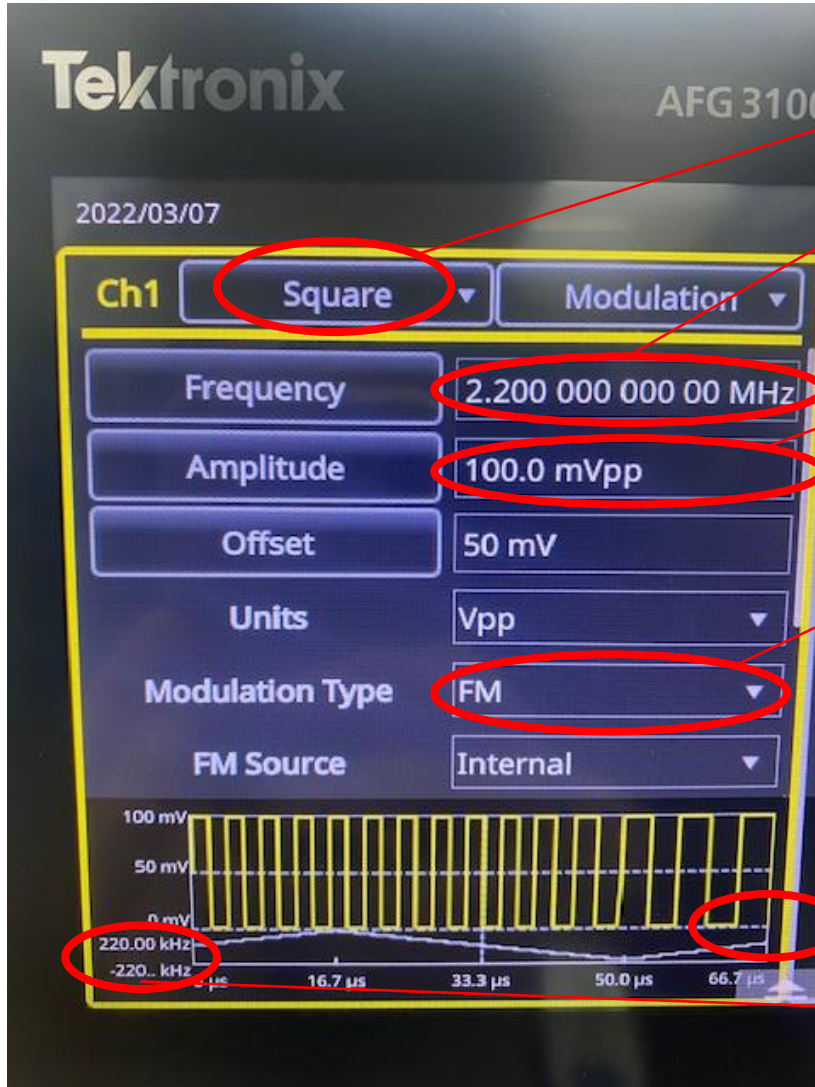 Tektronix
AFG 3100
2022/03/07
Ch1 Square Modulation
Frequency 2.200 000 000 00 MHz
Amplitude 100.0 mVpp
Offset 50 mV
Units Vpp
Modulation Type FM
FM Source Internal
100 mV
50 mV
0 mV
220.00 kHz
-220.. kHz
µs 16.7 µs 33.3 µs 50.0 µs 66.7 µs